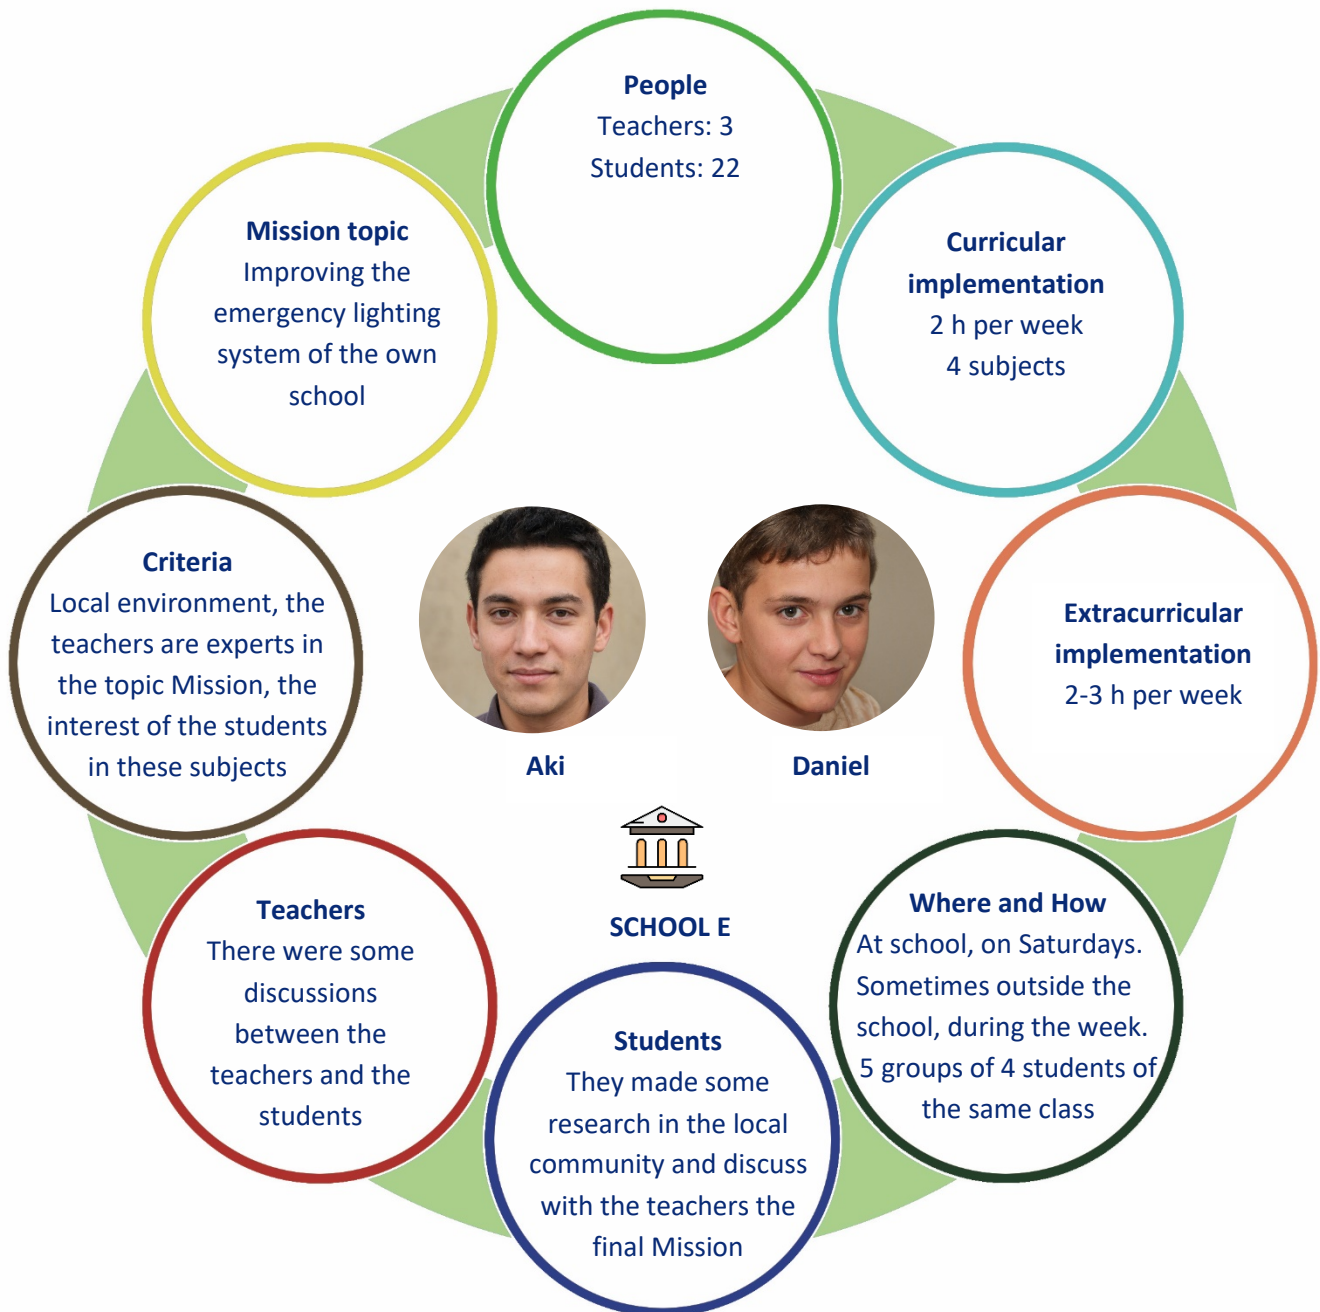 People
Teachers: 3
Students: 22
Curricular
implementation
2 h per week
4 subjects
Extracurricular
implementation
2-3 h per week
Where and How
At school, on Saturdays.
Sometimes outside the
school, during the week.
5 groups of 4 students of
the same class
Students
They made some
research in the local
community and discuss
with the teachers the
final Mission
Teachers
There were some
discussions
between the
teachers and the
students
Criteria
Local environment, the
teachers are experts in
the topic Mission, the
interest of the students
in these subjects
Mission topic
Improving the
emergency lighting
system of the own
school
Aki
Daniel
SCHOOL E